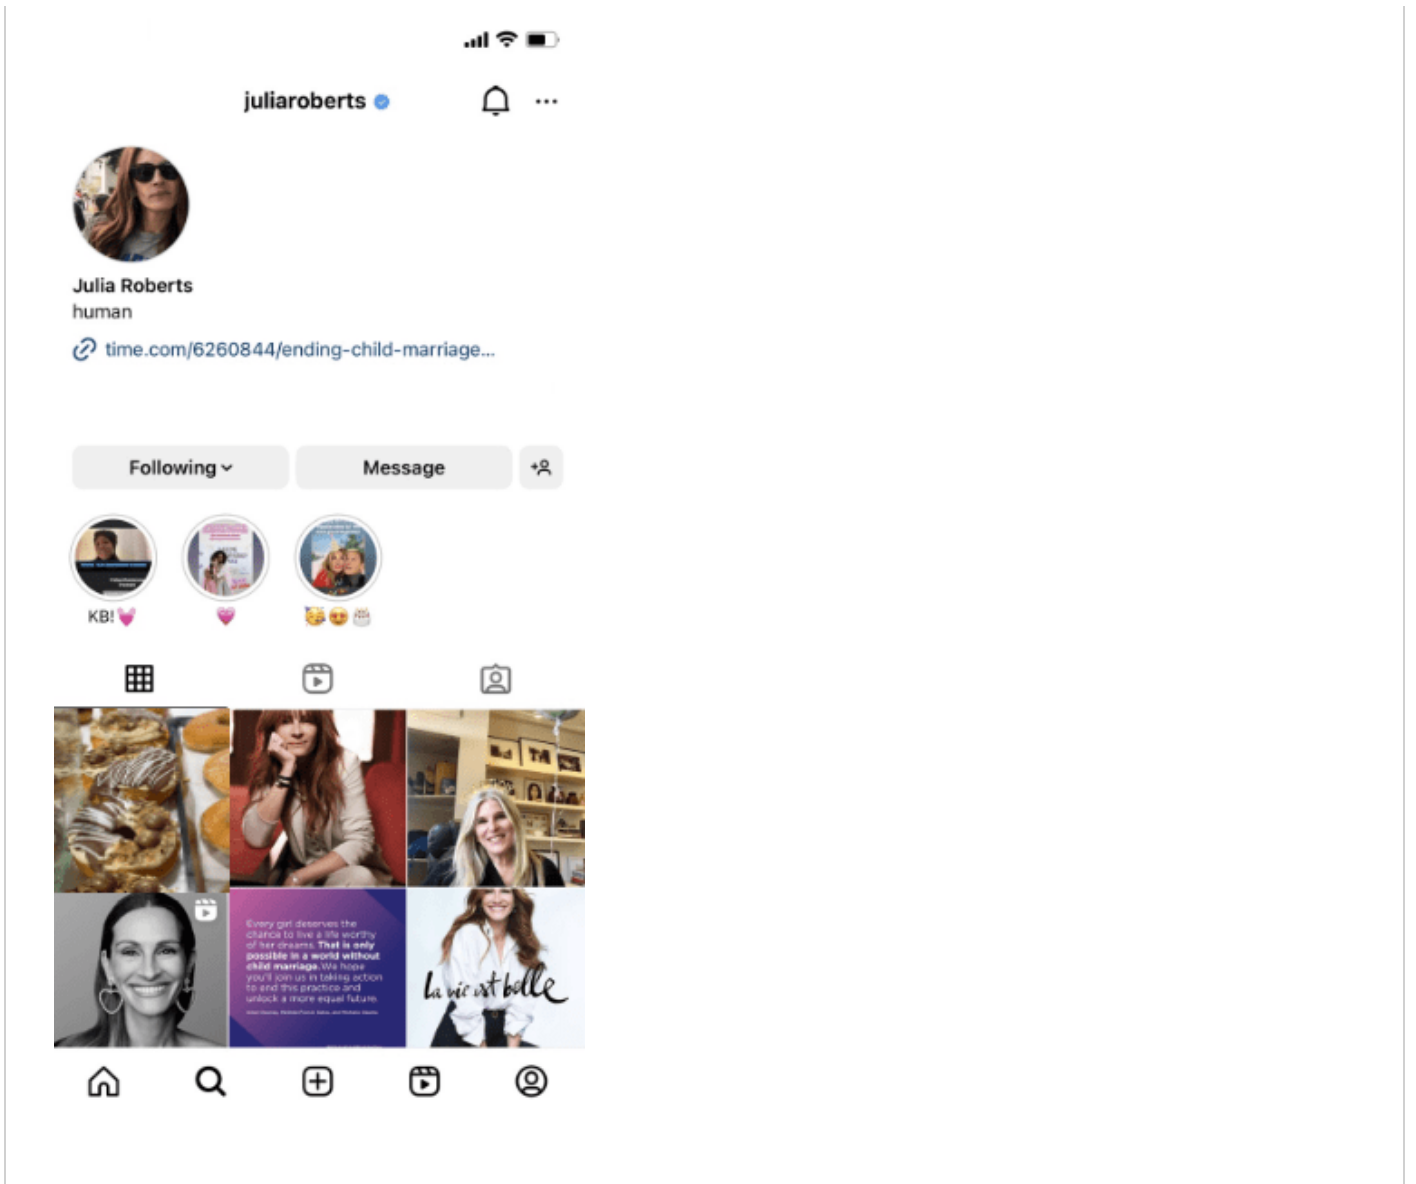 juliaroberts
Julia Roberts
human
time.com/6260844/ending-child-marriage...
Following
Message
KB!
Every girl deserves the
chance to live a life worthy
of her dreams. That is only
possible in a world without
child marriage. We hope
you'll join us in taking action
to end this practice and
unlock a more equal future.
La vie est belle